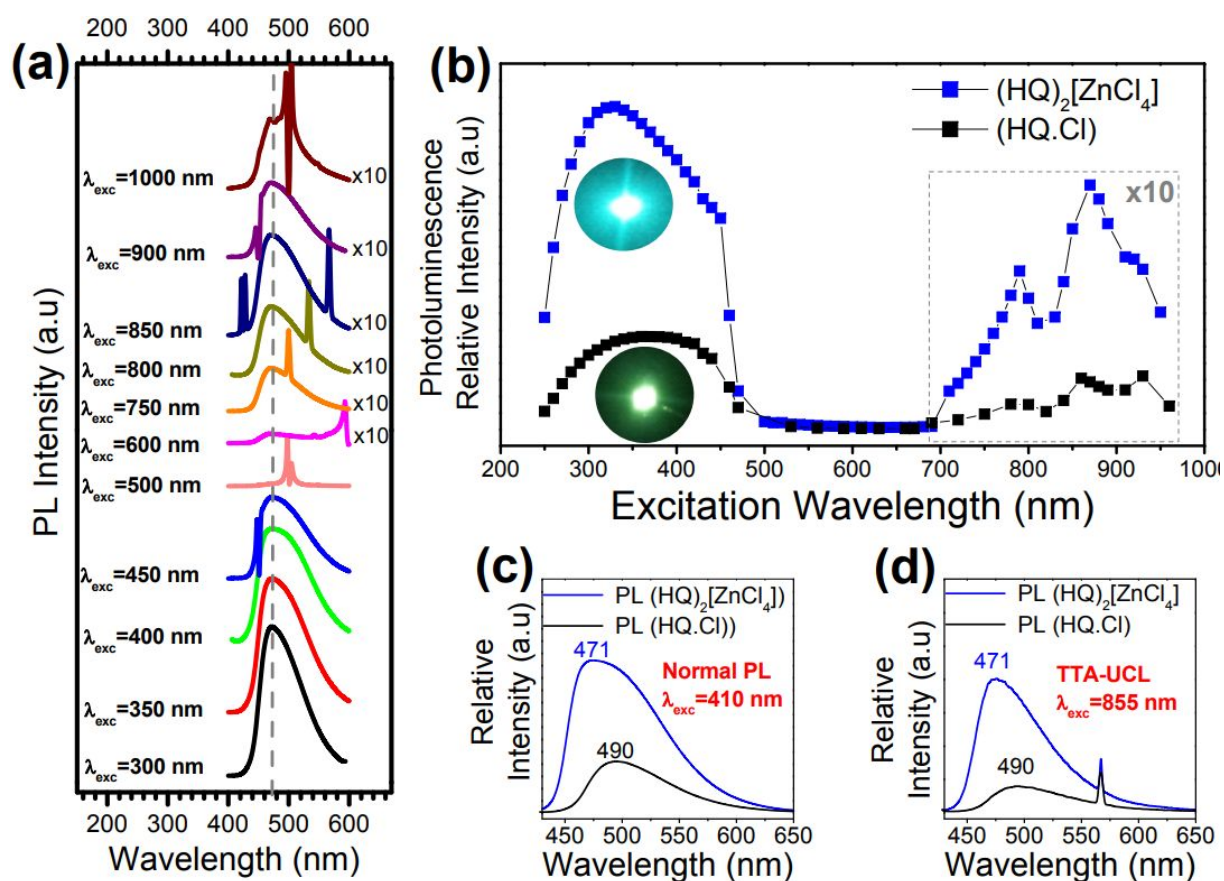 (a)
200 300 400 500 600
PL Intensity (a.u)
λexc=1000 nm x10
λexc=900 nm x10
λexc=850 nm x10
λexc=800 nm x10
λexc=750 nm x10
λexc=600 nm x10
λexc=500 nm
λexc=450 nm
λexc=400 nm
λexc=350 nm
λexc=300 nm
200 300 400 500 600
Wavelength (nm)
(b)
Photoluminescence
Relative Intensity (a.u)
(HQ)2[ZnCl4]
(HQ.Cl)
x10
200 300 400 500 600 700 800 900 1000
Excitation Wavelength (nm)
(c)
Relative
Intensity (a.u)
PL (HQ)2[ZnCl4])
PL (HQ.Cl))
471
Normal PL
λexc=410 nm
490
450 500 550 600 650
Wavelength (nm)
(d)
Relative
Intensity (a.u)
PL (HQ)2[ZnCl4]
PL (HQ.Cl)
471
TTA-UCL
λexc=855 nm
490
450 500 550 600 650
Wavelength (nm)